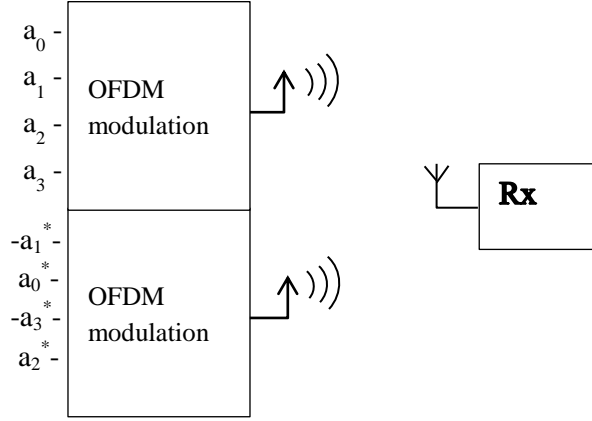 a₀ -
a₁ -
a₂ -
a₃ -
OFDM
modulation
-a₁* -
a₀* -
-a₃* -
a₂* -
OFDM
modulation
Rx